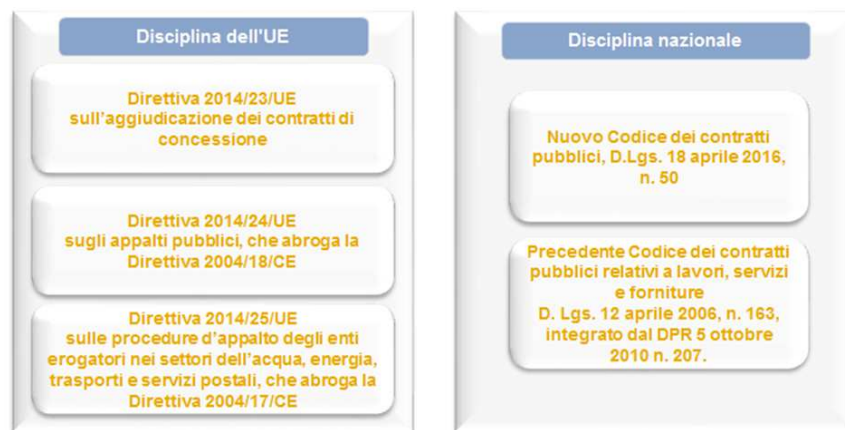 Disciplina dell'UE
Direttiva 2014/23/UE
sull'aggiudicazione dei contratti di
concessione
Direttiva 2014/24/UE
sugli appalti pubblici, che abroga la
Direttiva 2004/18/CE
Direttiva 2014/25/UE
sulle procedure d'appalto degli enti
erogatori nei settori dell'acqua, energia,
trasporti e servizi postali, che abroga la
Direttiva 2004/17/CE
Disciplina nazionale
Nuovo Codice dei contratti
pubblici, D.Lgs. 18 aprile 2016,
n. 50
Precedente Codice dei contratti
pubblici relativi a lavori, servizi
e forniture
D. Lgs. 12 aprile 2006, n. 163,
integrato dal DPR 5 ottobre
2010 n. 207.